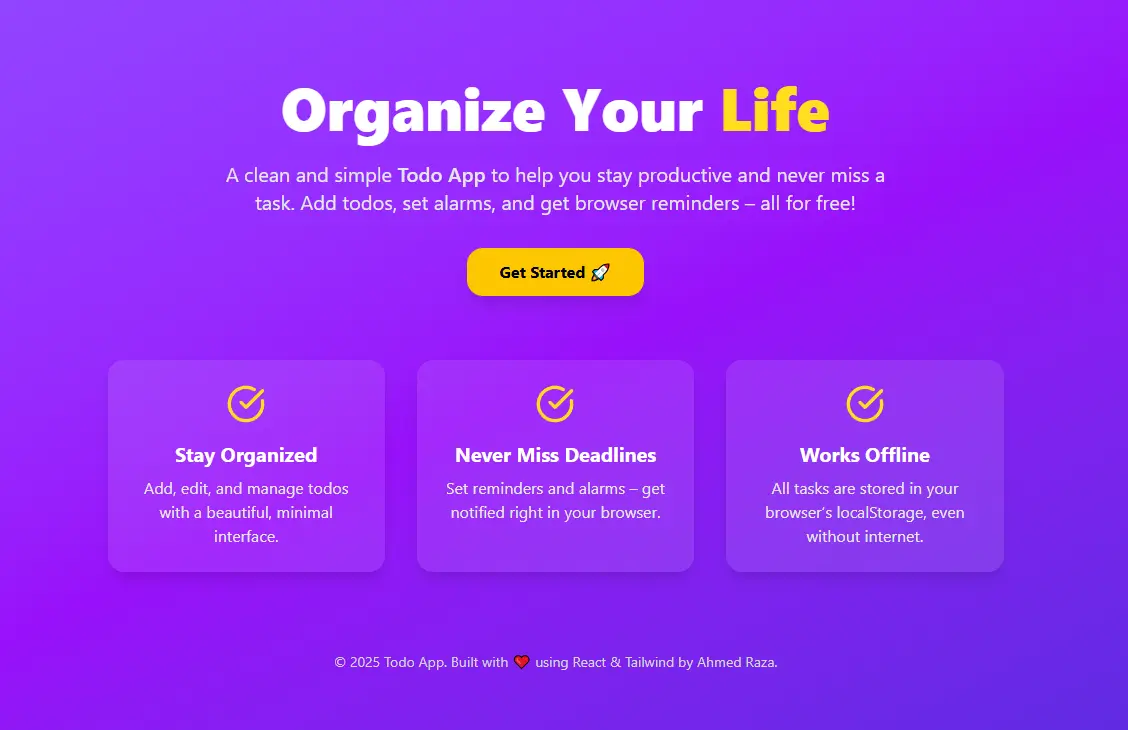 Organize Your Life
A clean and simple Todo App to help you stay productive and never miss a
task. Add todos, set alarms, and get browser reminders – all for free!
Get Started 🚀
Stay Organized
Add, edit, and manage todos
with a beautiful, minimal
interface.
Never Miss Deadlines
Set reminders and alarms – get
notified right in your browser.
Works Offline
All tasks are stored in your
browser’s localStorage, even
without internet.
© 2025 Todo App. Built with ❤️ using React & Tailwind by Ahmed Raza.